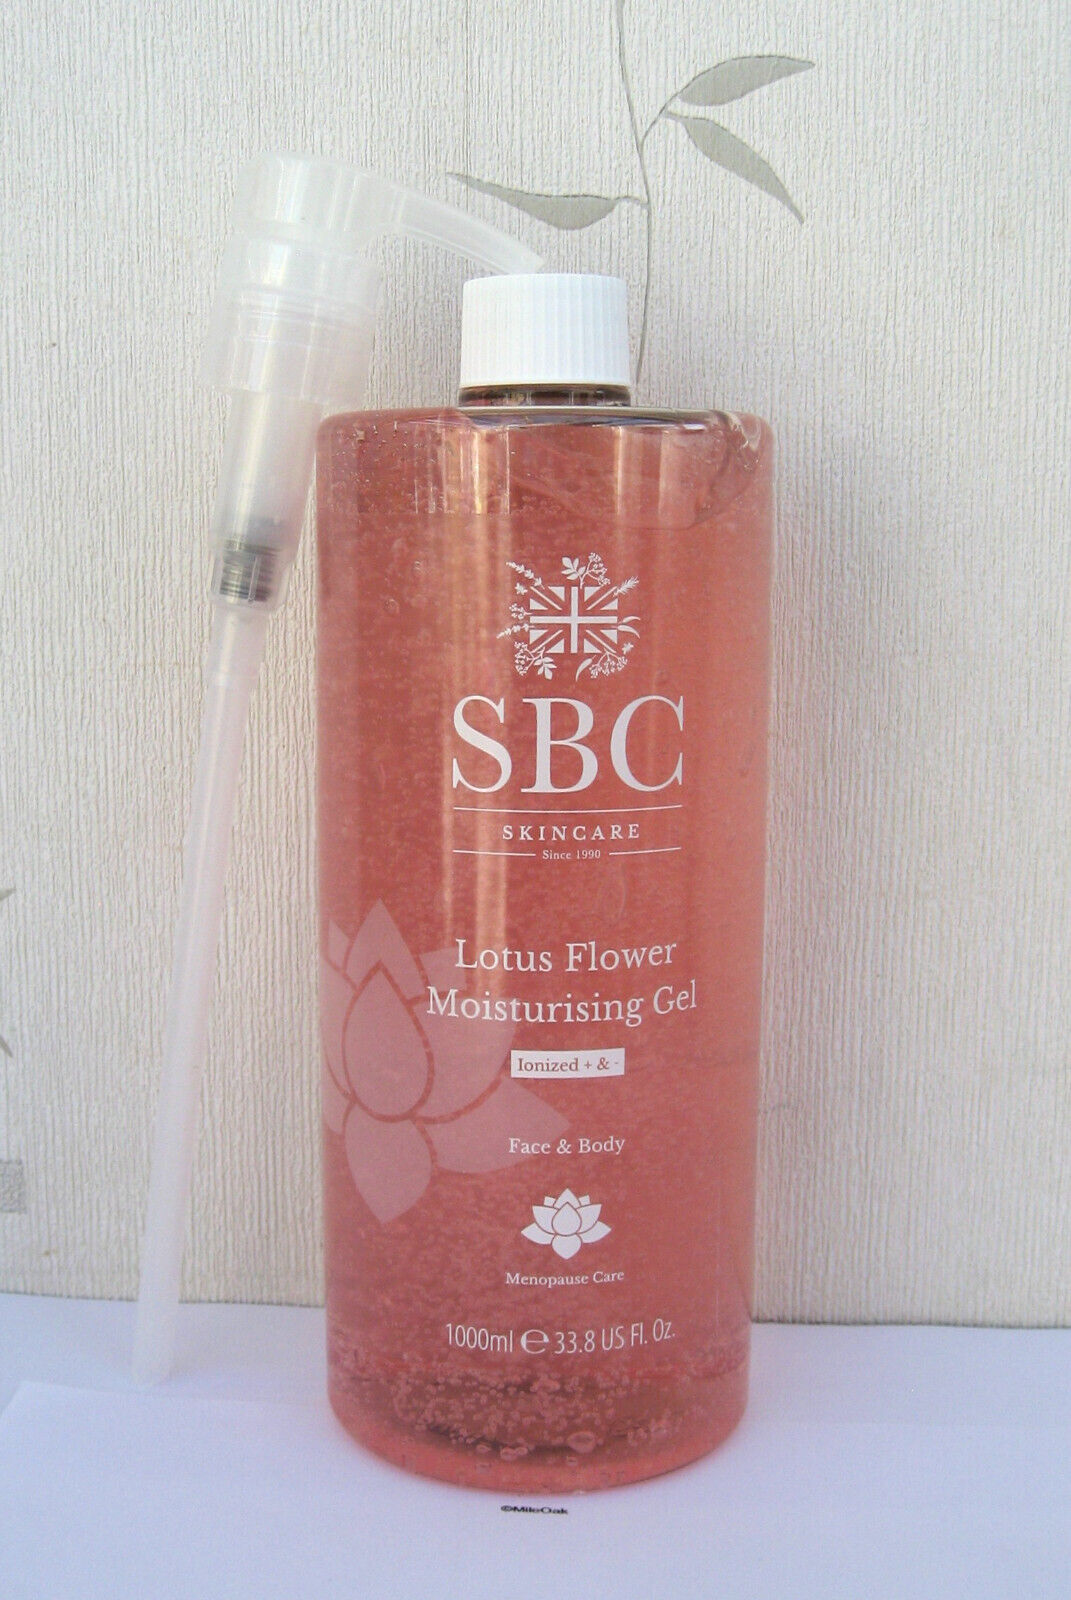 SBC
SKINCARE
Since 1990
Lotus Flower
Moisturising Gel
Ionized + & -
Face & Body
Menopause Care
1000ml ℮ 33.8 US Fl. Oz.
©MileOak